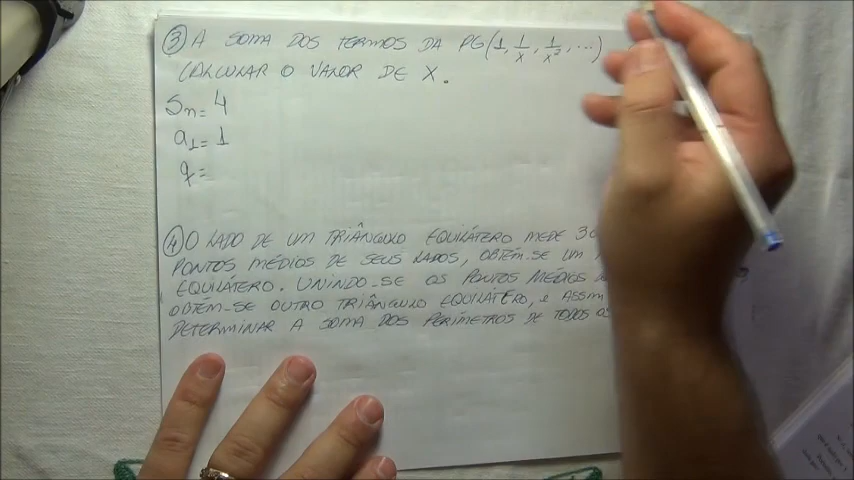 ③ A SOMA DOS TERMOS DA PG(1, 1/x, 1/x², ...)
CALCULAR O VALOR DE X.
Sn= 4
a1= 1
q=
④ O LADO DE UM TRIÂNGULO EQUILÁTERO MEDE
PONTOS MÉDIOS DE SEUS LADOS, OBTÉM-SE UM
EQUILÁTERO. UNINDO-SE OS PONTOS MÉDIOS
OBTÉM-SE OUTRO TRIÂNGULO EQUILÁTERO, E ASSIM
DETERMINAR A SOMA DOS PERÍMETROS DE TODOS